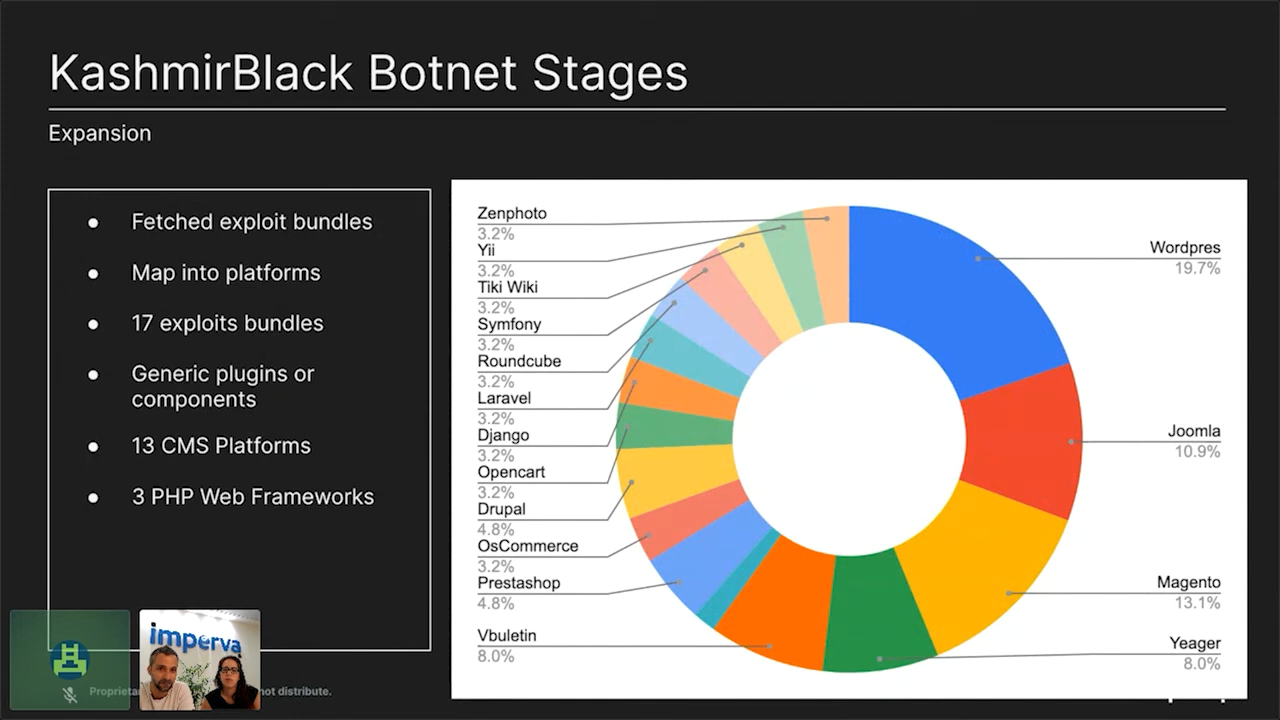 KashmirBlack Botnet Stages
Expansion
Fetched exploit bundles
Map into platforms
17 exploits bundles
Generic plugins or
components
13 CMS Platforms
3 PHP Web Frameworks
Zenphoto
3.2%
Yii
3.2%
Tiki Wiki
3.2%
Symfony
3.2%
Roundcube
3.2%
Laravel
3.2%
Django
3.2%
Opencart
3.2%
Drupal
4.8%
OsCommerce
3.2%
Prestashop
4.8%
Vbuletin
8.0%
Wordpres
19.7%
Joomla
10.9%
Magento
13.1%
Yeager
8.0%
imperva
not distribute.